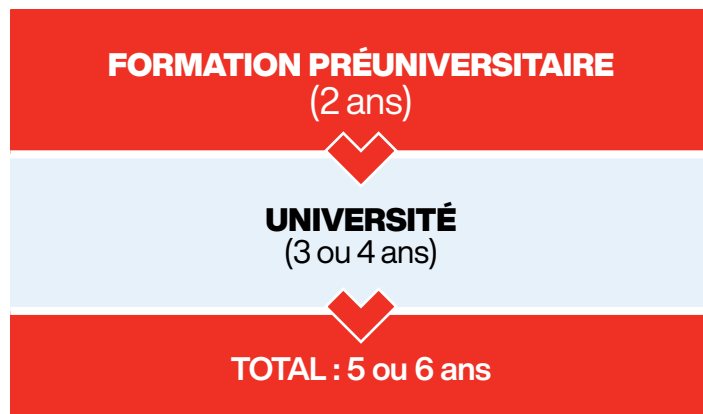 FORMATION PRÉUNIVERSITAIRE
(2 ans)
UNIVERSITÉ
(3 ou 4 ans)
TOTAL : 5 ou 6 ans